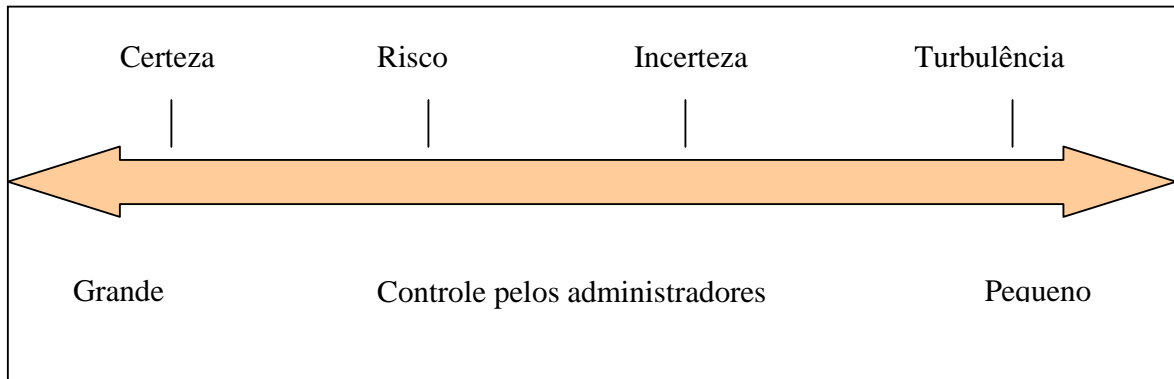 Certeza Risco Incerteza Turbulência
Grande Controle pelos administradores Pequeno